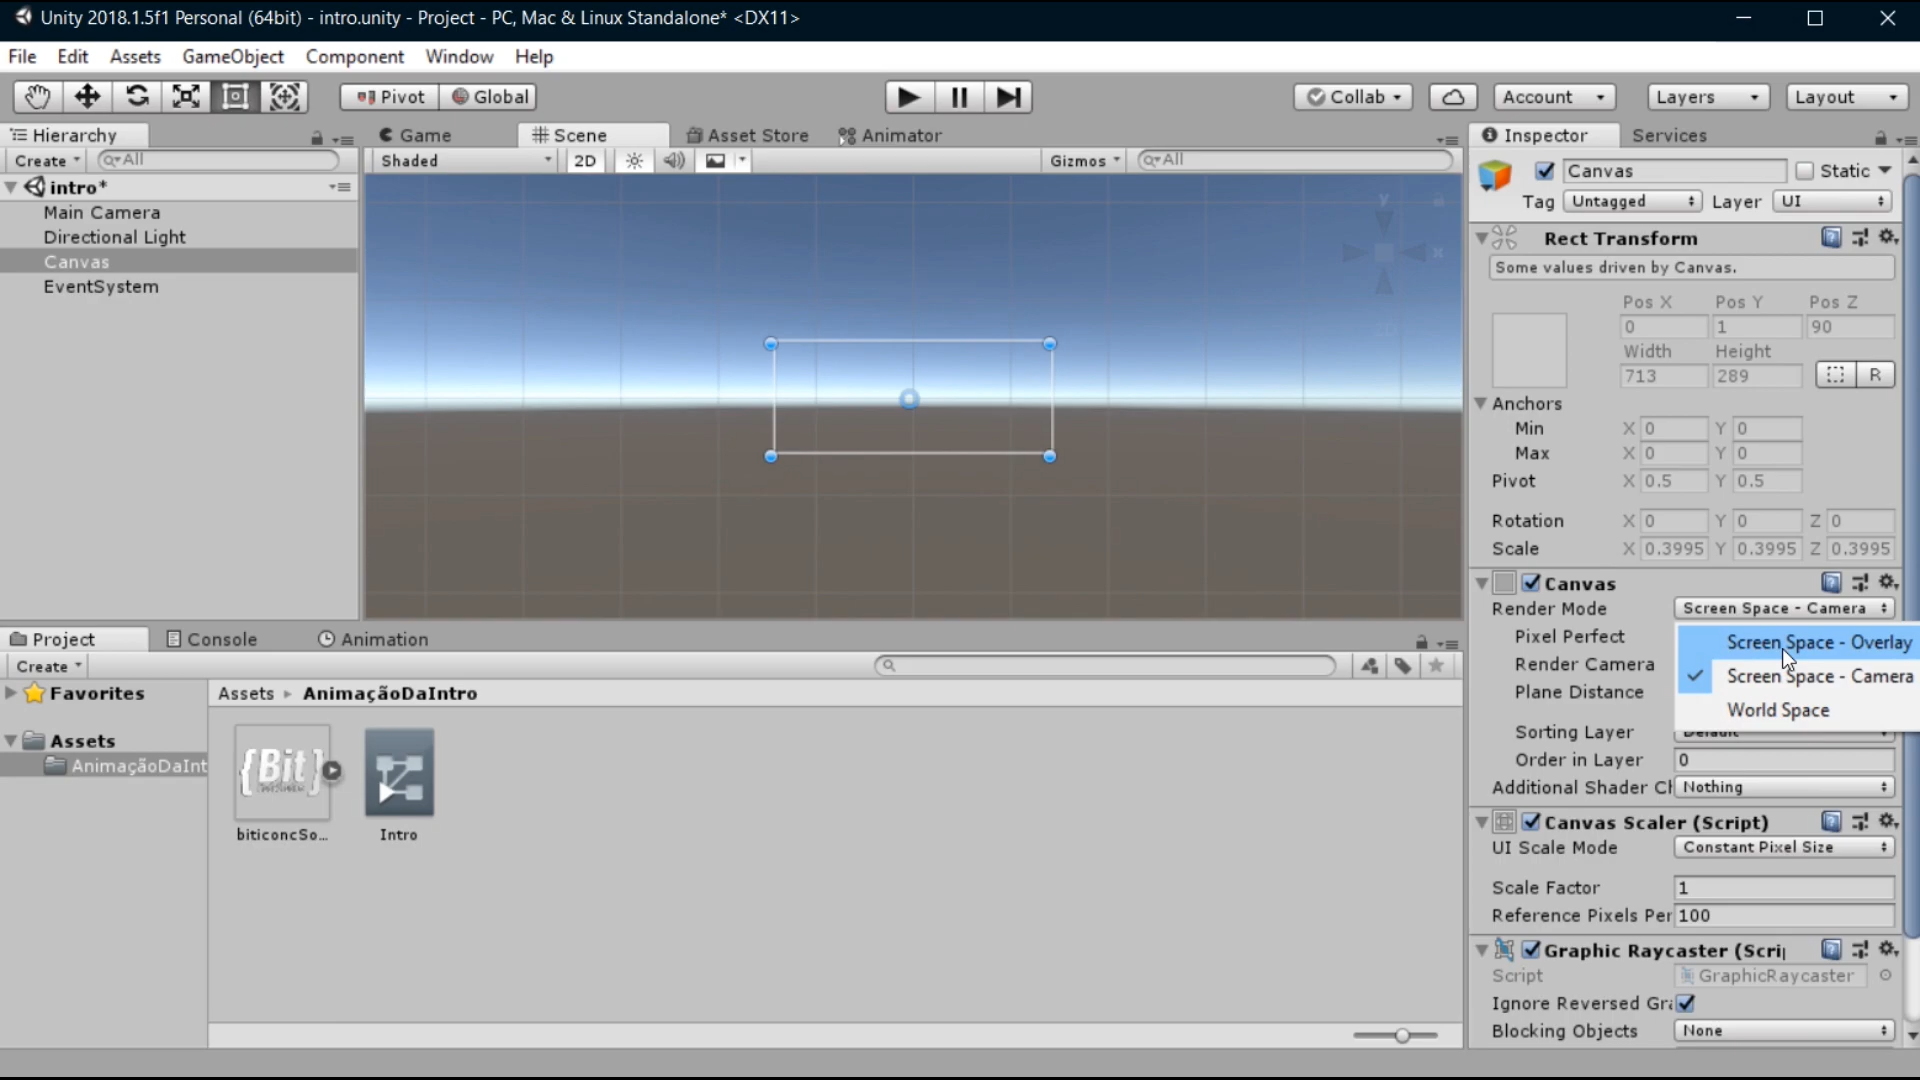 Unity 2018.1.5f1 Personal (64bit) - intro.unity - Project - PC, Mac & Linux Standalone* <DX11>
File Edit Assets GameObject Component Window Help
Pivot Global Collab Account Layers Layout
Hierarchy Game Scene Asset Store Animator Inspector Services
Create All Shaded 2D Gizmos All
intro*
Main Camera
Directional Light
Canvas
EventSystem
y
x
Canvas Static
Tag Untagged Layer UI
Rect Transform
Some values driven by Canvas.
Pos X Pos Y Pos Z
0 1 90
Width Height
713 289 R
Anchors
Min X 0 Y 0
Max X 0 Y 0
Pivot X 0.5 Y 0.5
Rotation X 0 Y 0 Z 0
Scale X 0.3995 Y 0.3995 Z 0.3995
Canvas
Render Mode Screen Space - Camera
Pixel Perfect
Render Camera
Plane Distance
Screen Space - Overlay
Screen Space - Camera
World Space
Sorting Layer Default
Order in Layer 0
Additional Shader Cl Nothing
Canvas Scaler (Script)
UI Scale Mode Constant Pixel Size
Scale Factor 1
Reference Pixels Per 100
Graphic Raycaster (Scri
Script GraphicRaycaster
Ignore Reversed Gra
Blocking Objects None
Project Console Animation
Create
Favorites
Assets
AnimaçãoDaInt
Assets AnimaçãoDaIntro
{Bit}
biticoncSo...
Intro